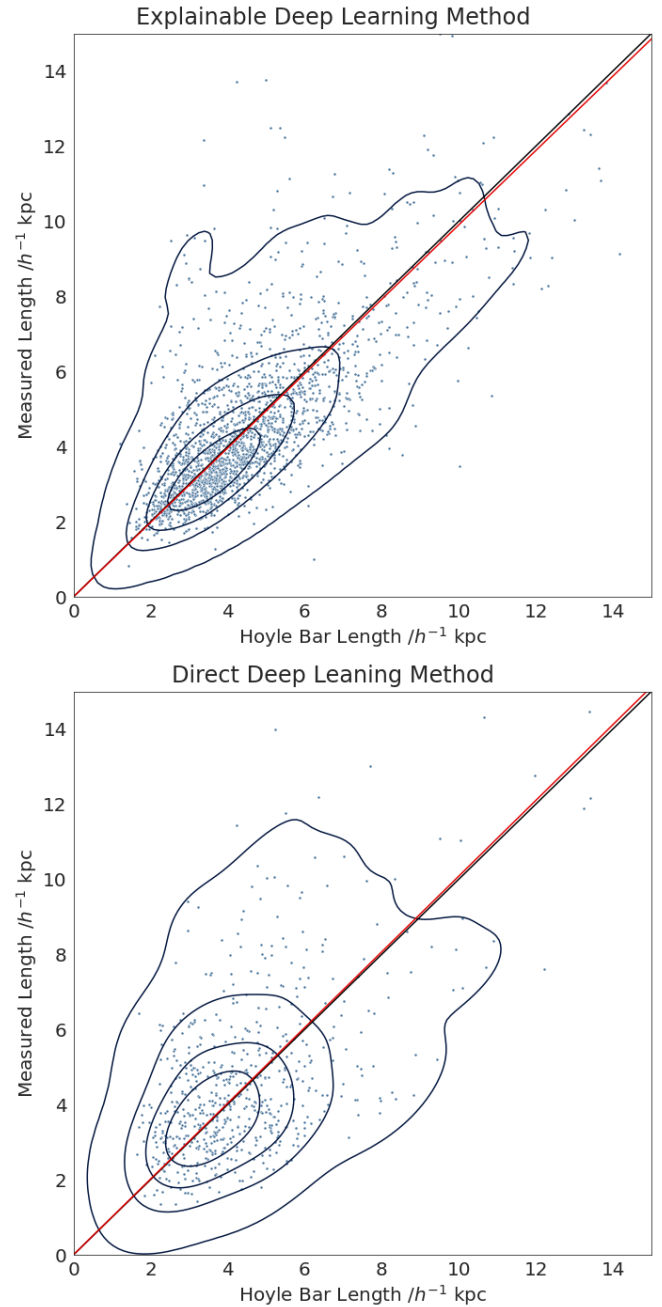 Explainable Deep Learning Method
14
12
10
8
6
4
2
0
Measured Length /h⁻¹ kpc
0 2 4 6 8 10 12 14
Hoyle Bar Length /h⁻¹ kpc
Direct Deep Leaning Method
14
12
10
8
6
4
2
0
Measured Length /h⁻¹ kpc
0 2 4 6 8 10 12 14
Hoyle Bar Length /h⁻¹ kpc